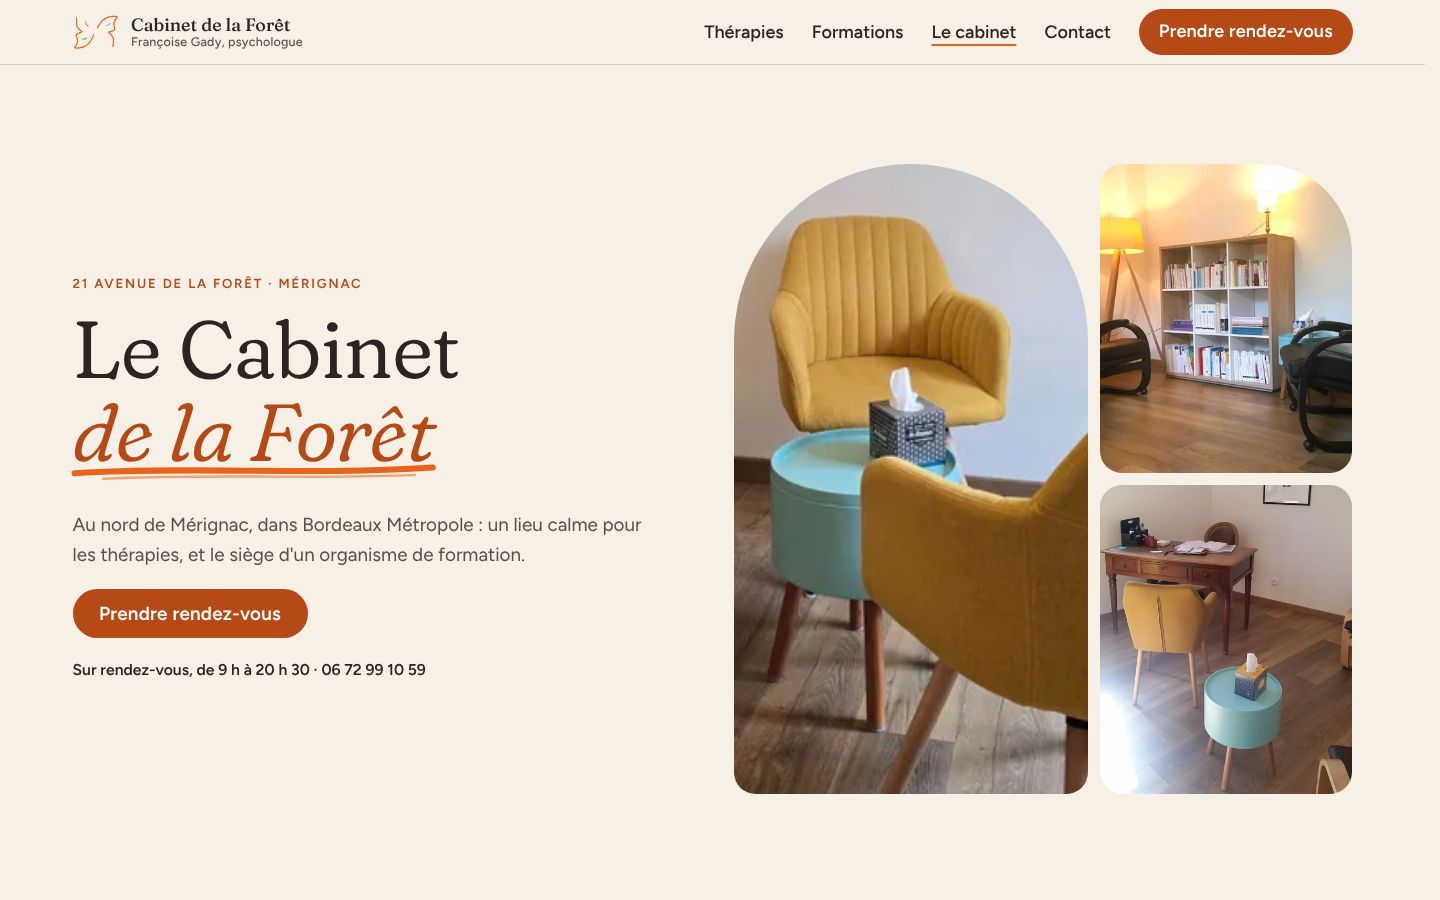 Cabinet de la Forêt
Françoise Gady, psychologue
Thérapies
Formations
Le cabinet
Contact
Prendre rendez-vous
21 AVENUE DE LA FORÊT · MÉRIGNAC
Le Cabinet
de la Forêt
Au nord de Mérignac, dans Bordeaux Métropole : un lieu calme pour
les thérapies, et le siège d'un organisme de formation.
Prendre rendez-vous
Sur rendez-vous, de 9 h à 20 h 30 · 06 72 99 10 59